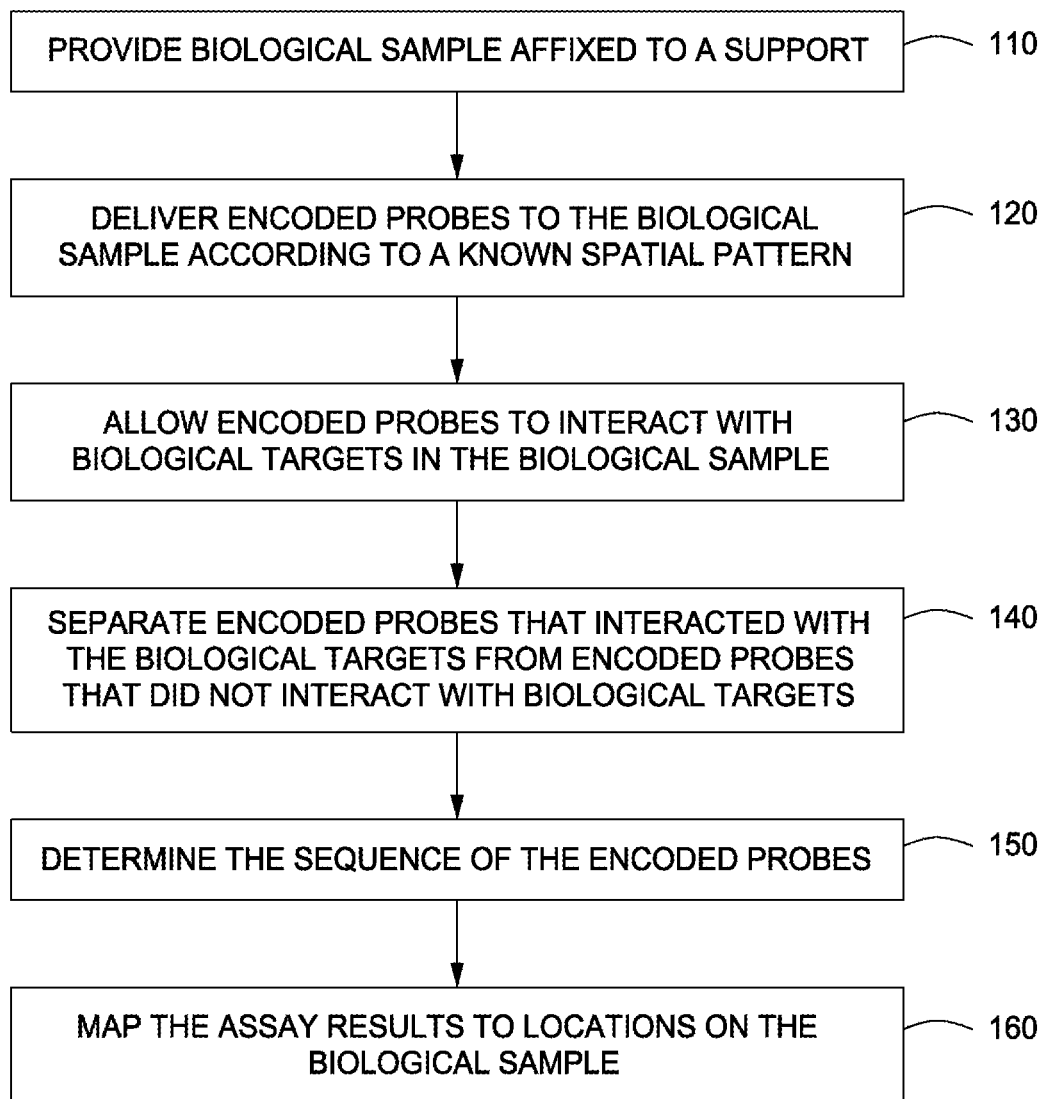 PROVIDE BIOLOGICAL SAMPLE AFFIXED TO A SUPPORT
110
DELIVER ENCODED PROBES TO THE BIOLOGICAL
SAMPLE ACCORDING TO A KNOWN SPATIAL PATTERN
120
ALLOW ENCODED PROBES TO INTERACT WITH
BIOLOGICAL TARGETS IN THE BIOLOGICAL SAMPLE
130
SEPARATE ENCODED PROBES THAT INTERACTED WITH
THE BIOLOGICAL TARGETS FROM ENCODED PROBES
THAT DID NOT INTERACT WITH BIOLOGICAL TARGETS
140
DETERMINE THE SEQUENCE OF THE ENCODED PROBES
150
MAP THE ASSAY RESULTS TO LOCATIONS ON THE
BIOLOGICAL SAMPLE
160